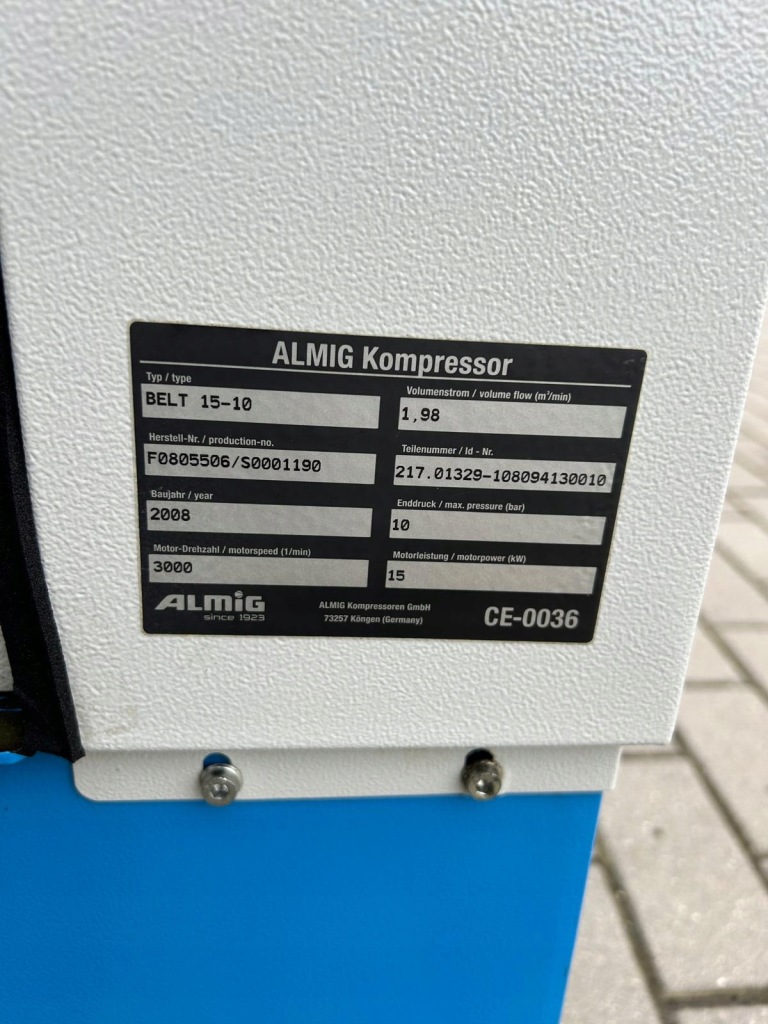 ALMIG Kompressor
Typ / type
BELT 15-10
Volumenstrom / volume flow (m³/min)
1,98
Herstell-Nr. / production-no.
F0805506/S0001190
Teilenummer / Id - Nr.
217.01329-108094130010
Baujahr / year
2008
Enddruck / max. pressure (bar)
10
Motor-Drehzahl / motorspeed (1/min)
3000
Motorleistung / motorpower (kW)
15
ALMiG
since 1923
ALMIG Kompressoren GmbH
73257 Köngen (Germany)
CE-0036